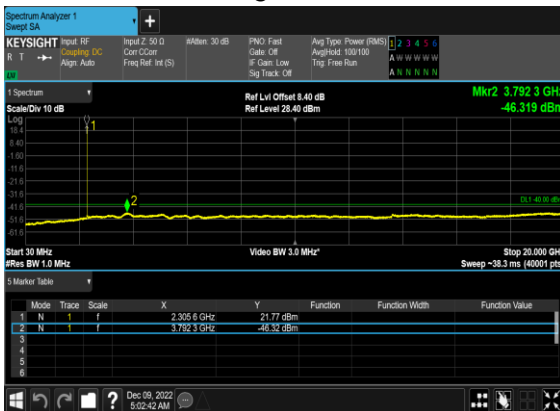 Spectrum Analyzer 1
Swept SA
KEYSIGHT Input: RF Input Z: 50 Ω #Atten: 30 dB PNO: Fast Avg Type: Power (RMS) 1 2 3 4 5 6
R T Coupling: DC Corr CCorr Gate: Off Avg|Hold: 100/100 A W W W W W
Align: Auto Freq Ref: Int (S) IF Gain: Low Trig: Free Run
LV Sig Track: Off A N N N N N
1 Spectrum Ref Lvl Offset 8.40 dB Mkr2 3.792 3 GHz
Scale/Div 10 dB Ref Level 28.40 dBm -46.319 dBm
Log
18.4
8.40
-1.60
-11.6
-21.6
-31.6
-41.6
-51.6
-61.6
1
2
DL1 -40.00 dBm
Start 30 MHz Video BW 3.0 MHz* Stop 20.000 GHz
#Res BW 1.0 MHz Sweep ~38.3 ms (40001 pts)
5 Marker Table
Mode Trace Scale X Y Function Function Width Function Value
1 N 1 f 2.305 6 GHz 21.77 dBm
2 N 1 f 3.792 3 GHz -46.32 dBm
3
4
5
6
? Dec 09, 2022
5:02:42 AM